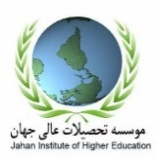 موسسه تحصیلات عالی جهان
Jahan Institute of Higher Education